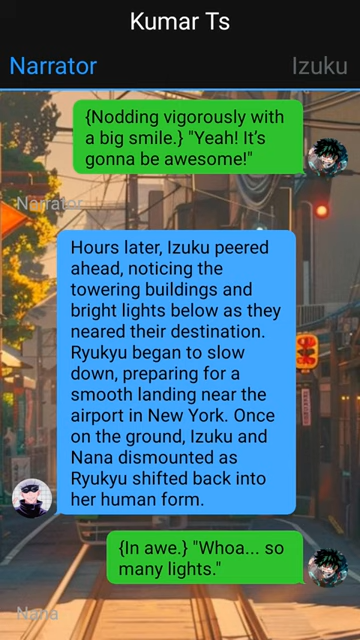 Kumar Ts
Narrator
Izuku
{Nodding vigorously with
a big smile.} "Yeah! It’s
gonna be awesome!"
Narrator
Hours later, Izuku peered
ahead, noticing the
towering buildings and
bright lights below as they
neared their destination.
Ryukyu began to slow
down, preparing for a
smooth landing near the
airport in New York. Once
on the ground, Izuku and
Nana dismounted as
Ryukyu shifted back into
her human form.
{In awe.} "Whoa... so
many lights."
Nana